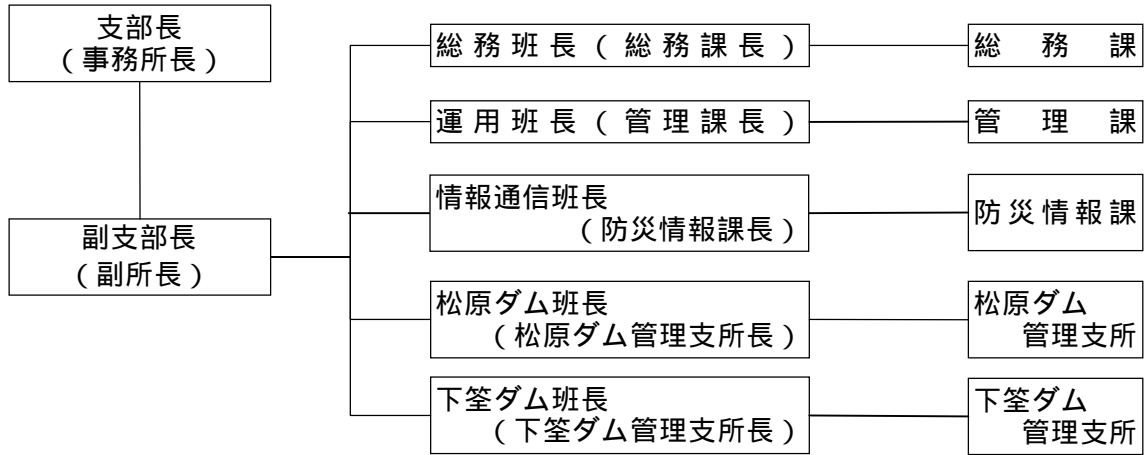 支部長
(事務所長)
副支部長
(副所長)
総務班長(総務課長)
総務課
運用班長(管理課長)
管理課
情報通信班長
(防災情報課長)
防災情報課
松原ダム班長
(松原ダム管理支所長)
松原ダム
管理支所
下筌ダム班長
(下筌ダム管理支所長)
下筌ダム
管理支所